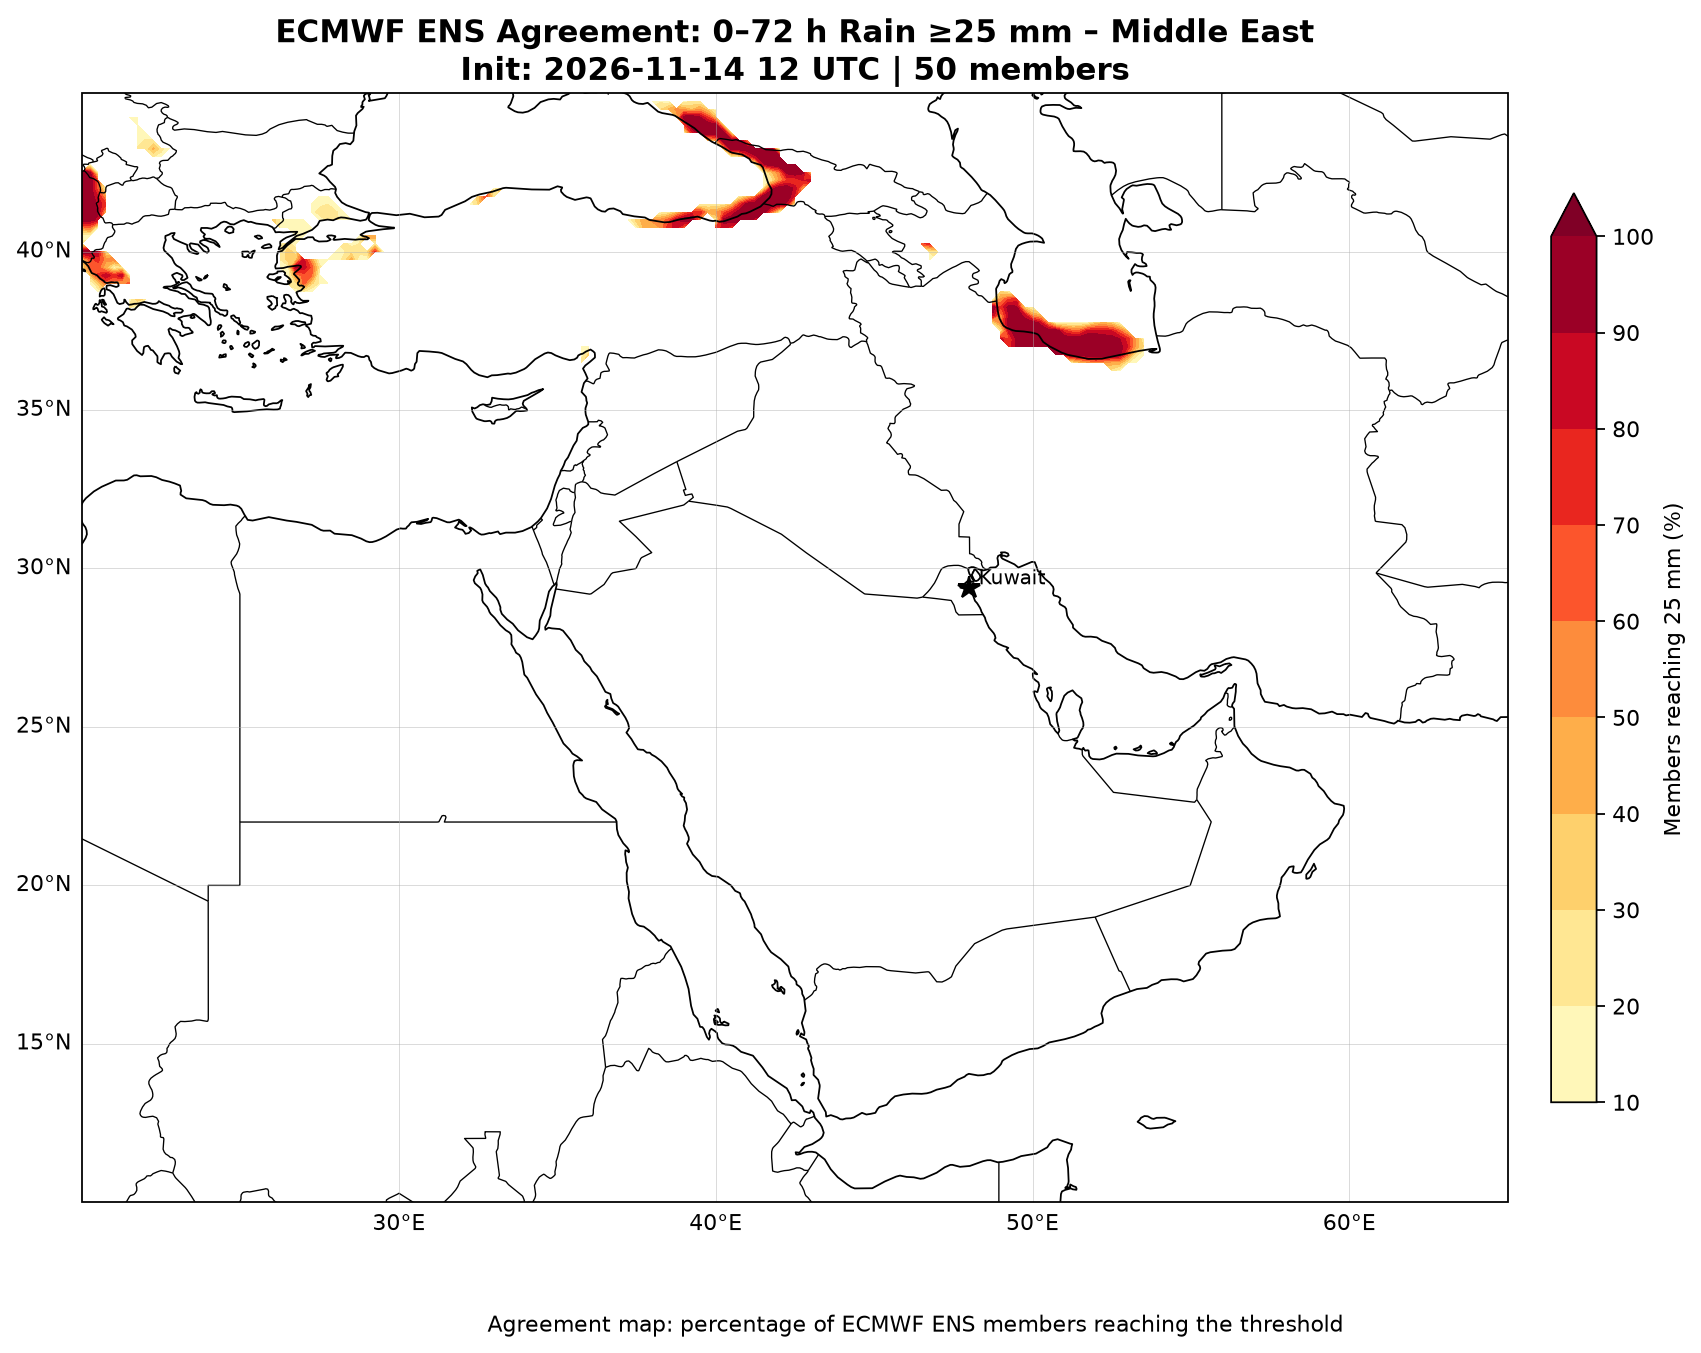 ECMWF ENS Agreement: 0–72 h Rain ≥25 mm – Middle East
Init: 2026-11-14 12 UTC | 50 members
40°N
35°N
30°N
25°N
20°N
15°N
30°E
40°E
50°E
60°E
Kuwait
100
90
80
70
60
50
40
30
20
10
Members reaching 25 mm (%)
Agreement map: percentage of ECMWF ENS members reaching the threshold